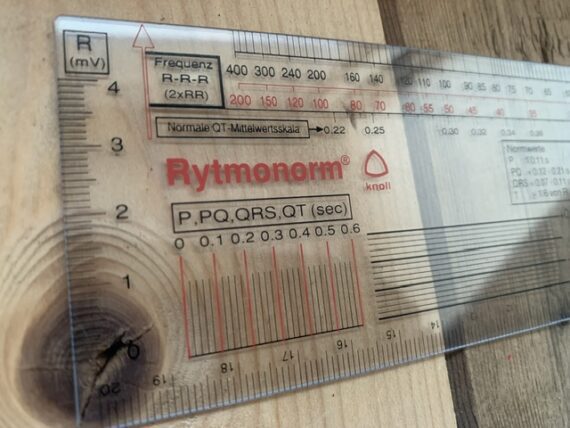 R
(mV)
4
3
2
1
0
Frequenz
R-R-R
(2xRR)
400 300 240 200 160 140 120 110 100 90 85 80 75 70 65
200 150 120 100 80 70 60 55 50 45 40 35
Normale QT-Mittelwertsskala
0.22 0.25 0.30 0.32 0.34 0.36
Rytmonorm®
knoll
Normwerte
P
PQ
QRS
P,PQ,QRS,QT (sec)
0 0.1 0.2 0.3 0.4 0.5 0.6
20 19 18 17 16 15 14